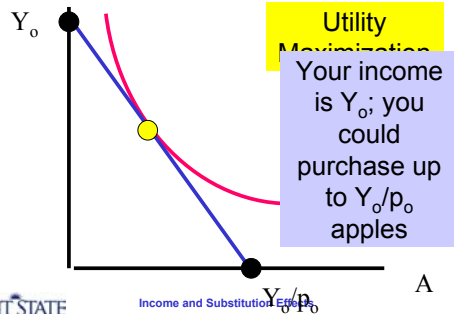 Yₒ
Utility
Maximization
Your income
is Yₒ; you
could
purchase up
to Yₒ/pₒ
apples
Yₒ/pₒ
A
Income and Substitution Effects
STATE